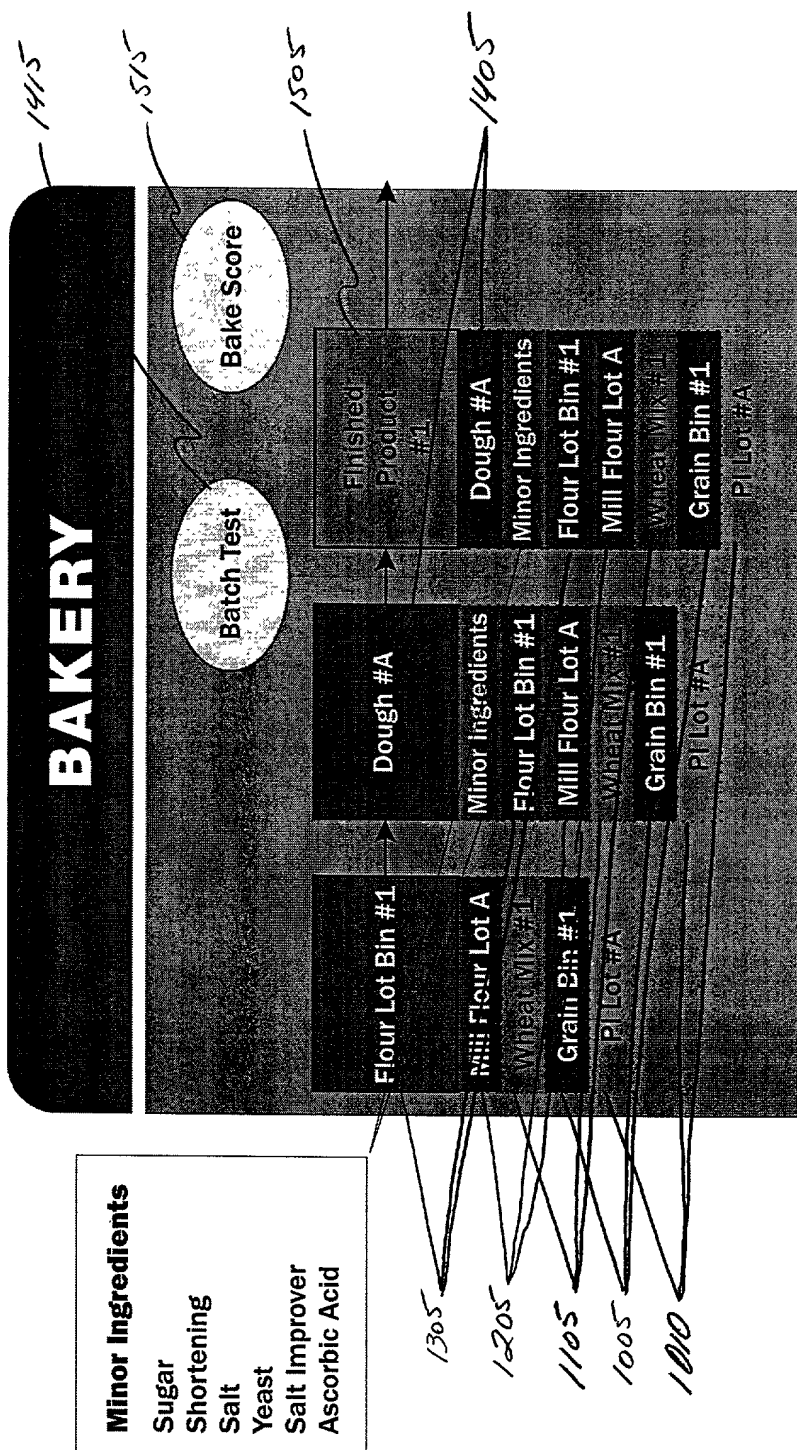 Minor Ingredients
Sugar
Shortening
Salt
Yeast
Salt Improver
Ascorbic Acid
BAKERY
1415
Batch Test
Bake Score
1515
1505
1405
Flour Lot Bin #1
Mill Flour Lot A
Wheat Mix #1
Grain Bin #1
PI Lot #A
Dough #A
Minor Ingredients
Flour Lot Bin #1
Mill Flour Lot A
Wheat Mix #1
Grain Bin #1
PI Lot #A
Finished
Product
#1
Dough #A
Minor Ingredients
Flour Lot Bin #1
Mill Flour Lot A
Wheat Mix #1
Grain Bin #1
PI Lot #A
1305
1205
1105
1005
1010